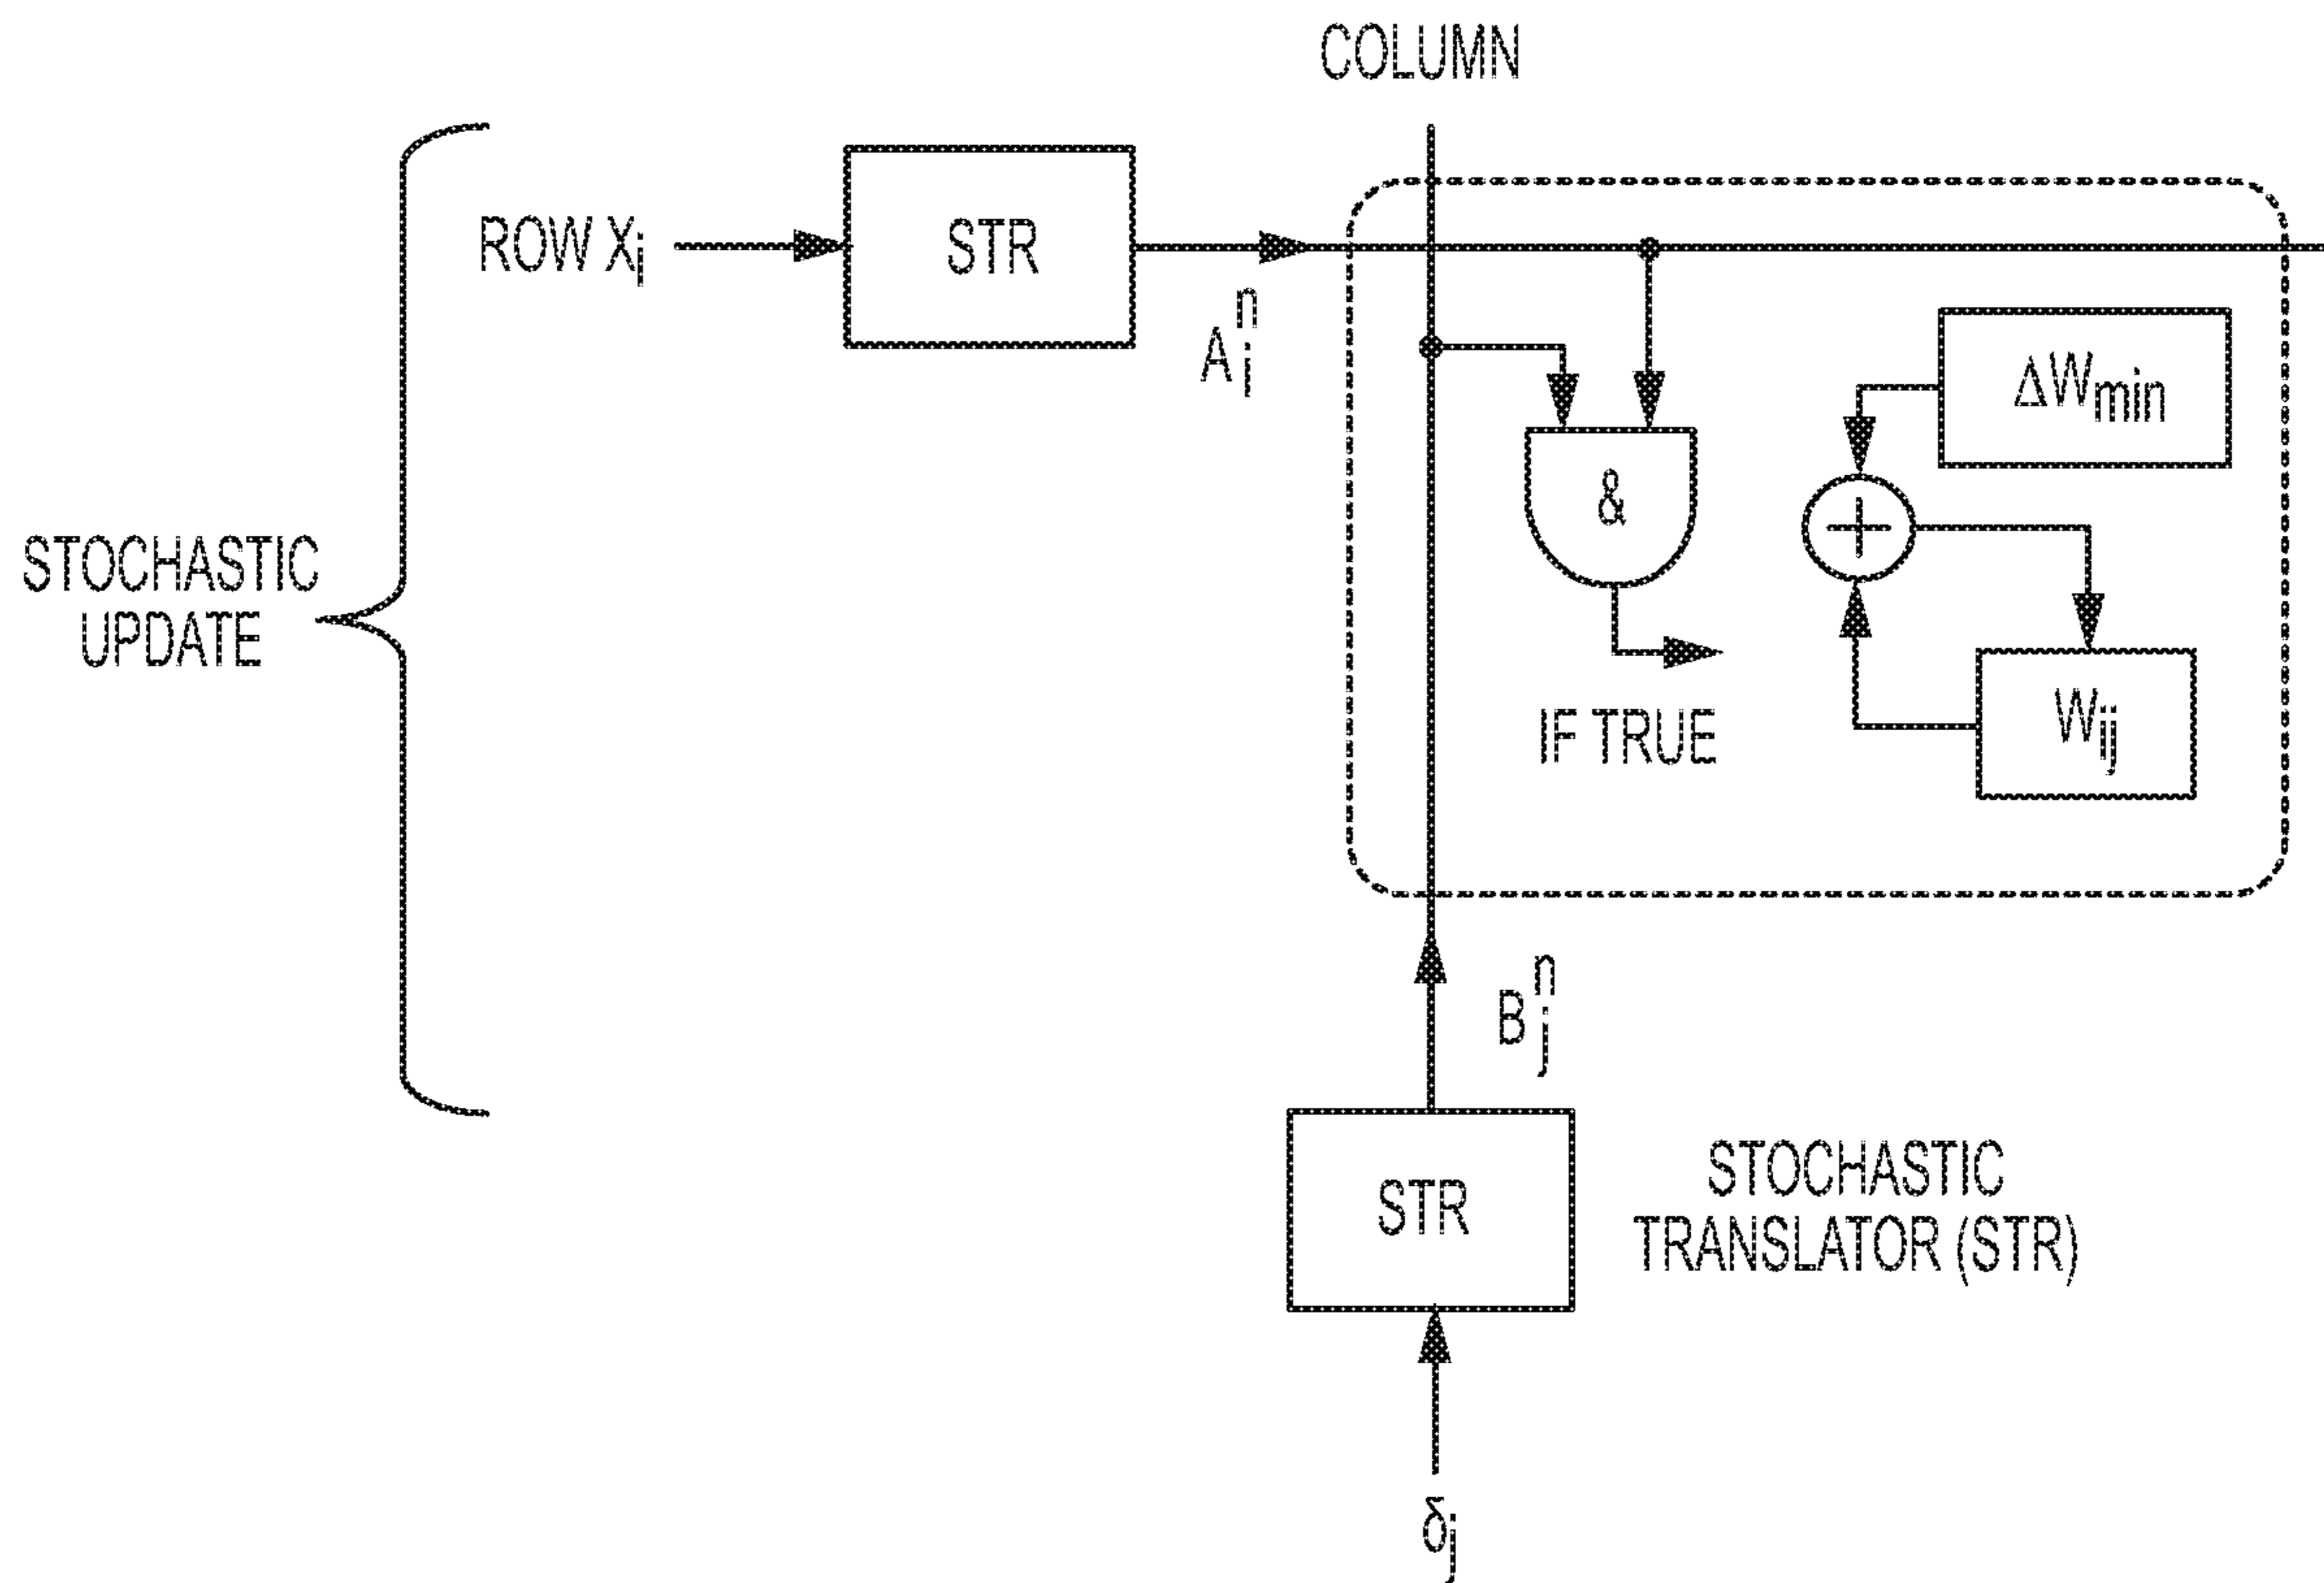 COLUMN
ROW Xi
STR
Ain
ΔWmin
&
+
STOCHASTIC
UPDATE
IF TRUE
Wij
Bjn
STR
STOCHASTIC
TRANSLATOR (STR)
δj